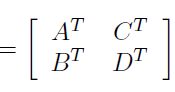 = [ A^T C^T
B^T D^T ]